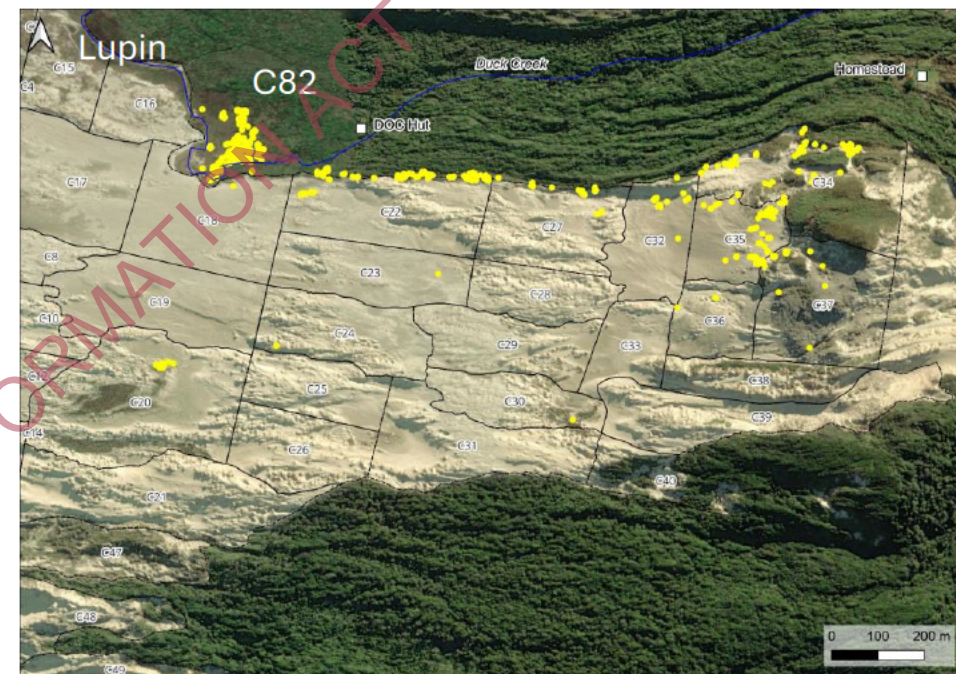 Lupin
C82
Duck Creek
Homestead
DOC Hut
C15
C4
C16
C17
C18
C22
C27
C32
C35
C34
C8
C23
C28
C19
C10
C24
C29
C33
C36
C37
C20
C25
C30
C38
C39
C14
C26
C31
C21
C40
C47
C48
C49
0 100 200 m
ORMATION ACT